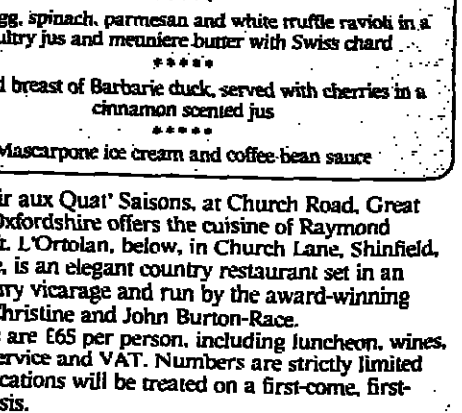 gg, spinach, parmesan and white truffle ravioli in a
ultry jus and meuniere butter with Swiss chard
*****
d breast of Barbarie duck, served with cherries in a
cinnamon scented jus
*****
Mascarpone ice cream and coffee-bean sauce
ir aux Quat' Saisons, at Church Road, Great
Oxfordshire offers the cuisine of Raymond
t. L'Ortolan, below, in Church Lane, Shinfield,
e, is an elegant country restaurant set in an
ury vicarage and run by the award-winning
Christine and John Burton-Race.
s are £65 per person, including luncheon, wines,
ervice and VAT. Numbers are strictly limited
cations will be treated on a first-come, first-
sis.